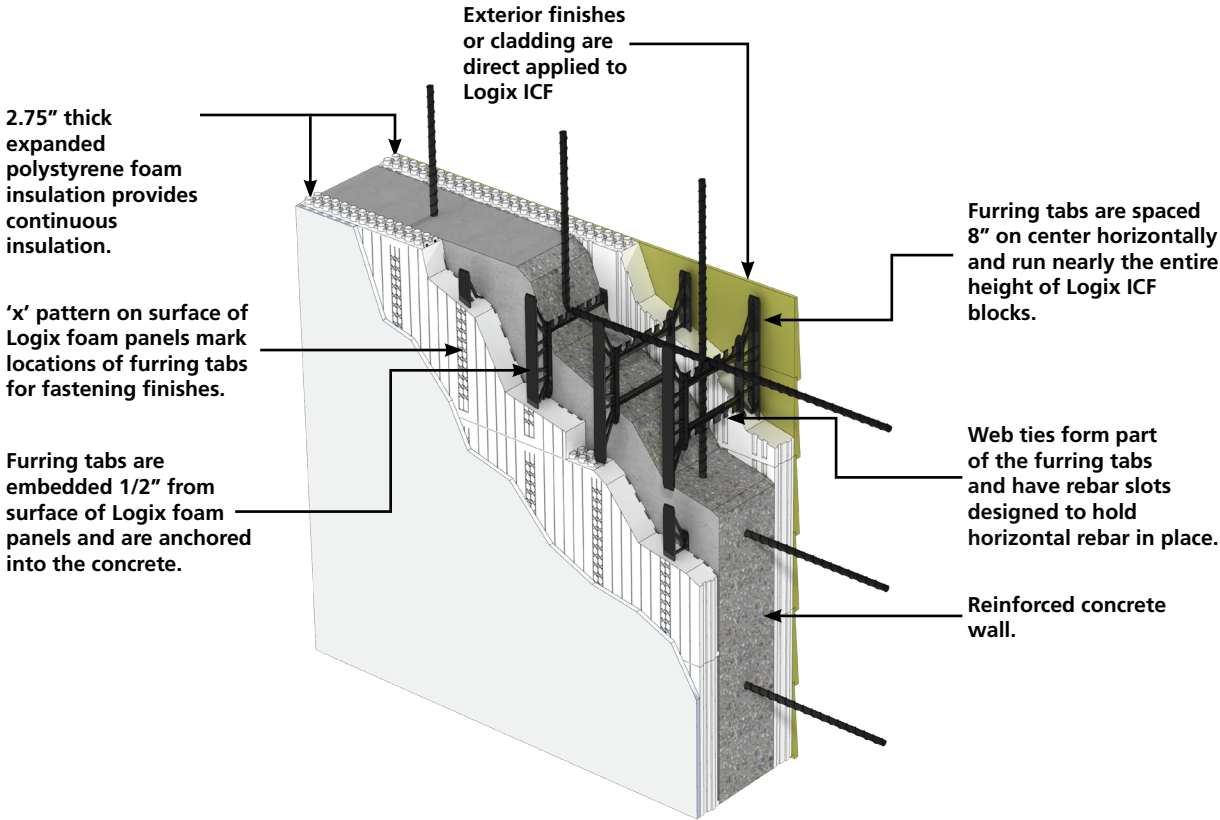 Exterior finishes
or cladding are
direct applied to
Logix ICF
2.75” thick
expanded
polystyrene foam
insulation provides
continuous
insulation.
‘x’ pattern on surface of
Logix foam panels mark
locations of furring tabs
for fastening finishes.
Furring tabs are
embedded 1/2” from
surface of Logix foam
panels and are anchored
into the concrete.
Furring tabs are spaced
8” on center horizontally
and run nearly the entire
height of Logix ICF
blocks.
Web ties form part
of the furring tabs
and have rebar slots
designed to hold
horizontal rebar in place.
Reinforced concrete
wall.